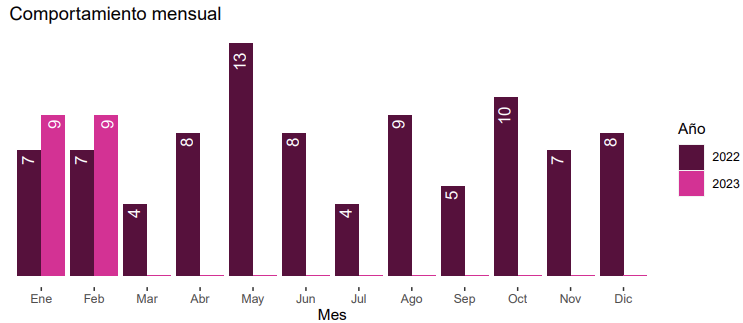 Comportamiento mensual
7 9 7 9 4 8 13 8 4 9 5 10 7 8
Ene Feb Mar Abr May Jun Jul Ago Sep Oct Nov Dic
Mes
Año
2022
2023